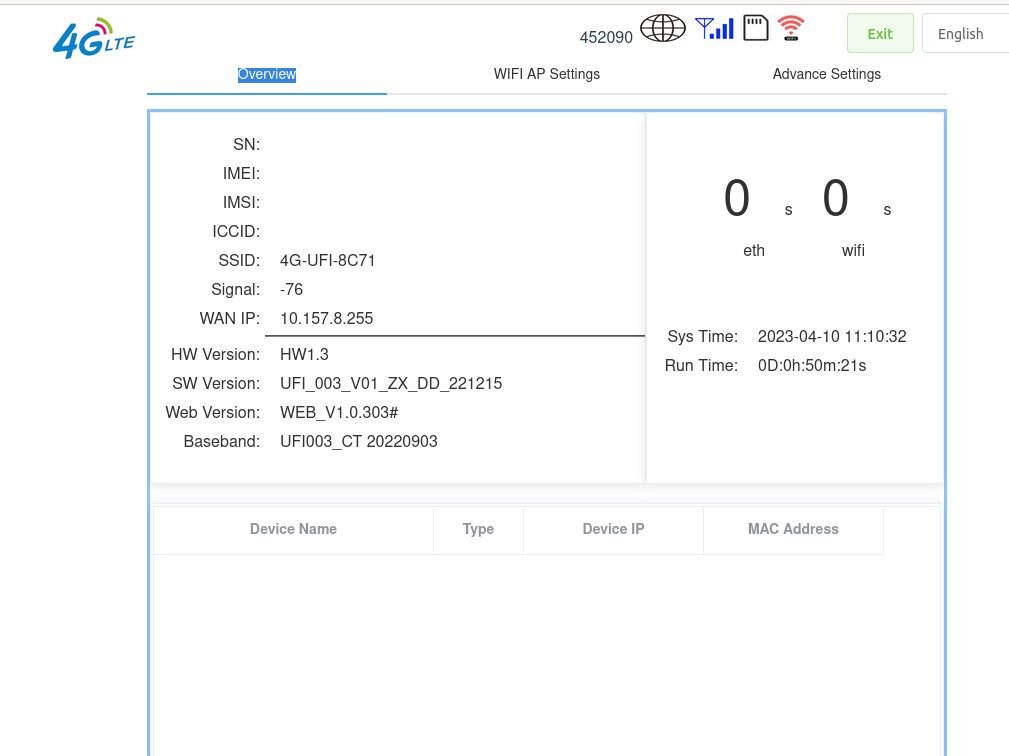 4G LTE
452090
Exit
English
Overview
WIFI AP Settings
Advance Settings
SN:
IMEI:
IMSI:
ICCID:
SSID: 4G-UFI-8C71
Signal: -76
WAN IP: 10.157.8.255
HW Version: HW1.3
SW Version: UFI_003_V01_ZX_DD_221215
Web Version: WEB_V1.0.303#
Baseband: UFI003_CT 20220903
0 s 0 s
eth wifi
Sys Time: 2023-04-10 11:10:32
Run Time: 0D:0h:50m:21s
Device Name Type Device IP MAC Address